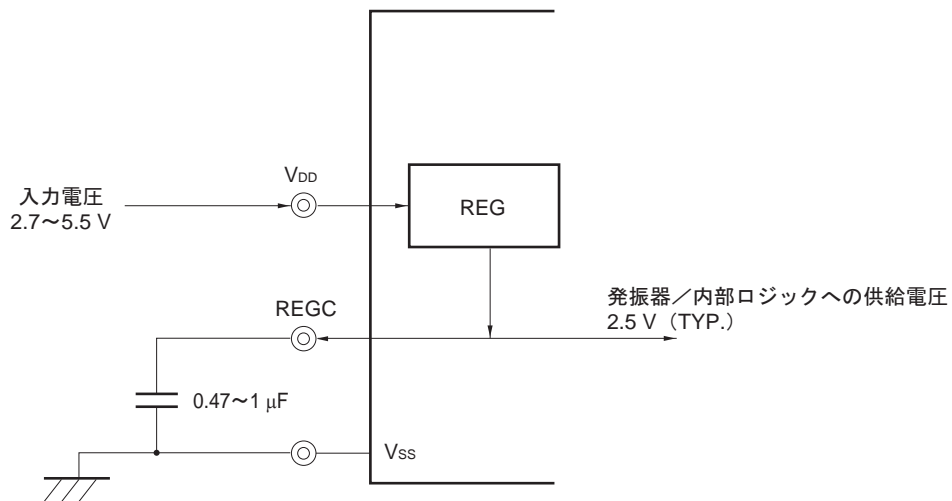 VDD
入力電圧
2.7～5.5 V
REG
REGC
発振器／内部ロジックへの供給電圧
2.5 V（TYP.）
0.47～1 μF
VSS